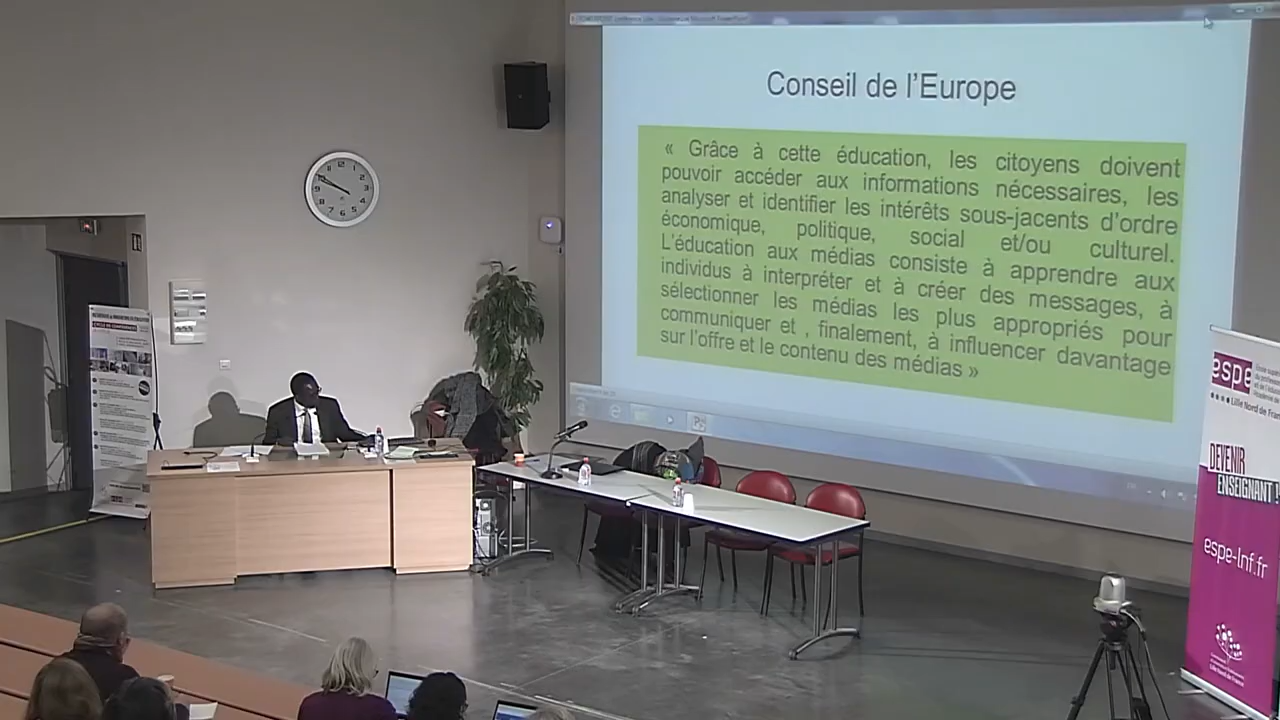 Conseil de l’Europe
« Grâce à cette éducation, les citoyens doivent
pouvoir accéder aux informations nécessaires, les
analyser et identifier les intérêts sous-jacents d’ordre
économique, politique, social et/ou culturel.
L’éducation aux médias consiste à apprendre aux
individus à interpréter et à créer des messages, à
sélectionner les médias les plus appropriés pour
communiquer et , finalement, à influencer davantage
sur l’offre et le contenu des médias »
CYCLE DE CONFÉRENCES
espe
Lille Nord de France
DEVENIR
ENSEIGNANT !
espe-lnf.fr